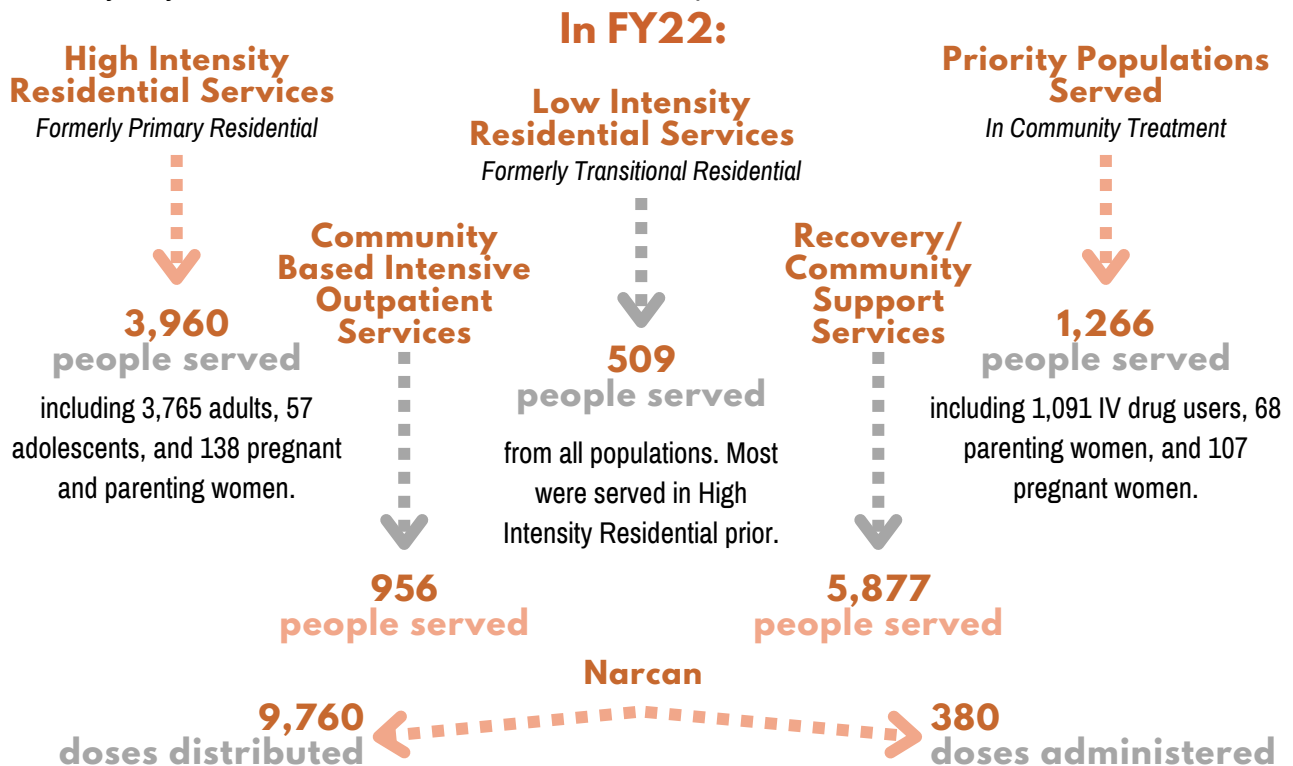 In FY22:
High Intensity
Residential Services
Formerly Primary Residential
3,960
people served
including 3,765 adults, 57
adolescents, and 138 pregnant
and parenting women.
Community
Based Intensive
Outpatient
Services
956
people served
Low Intensity
Residential Services
Formerly Transitional Residential
509
people served
from all populations. Most
were served in High
Intensity Residential prior.
Recovery/
Community
Support
Services
5,877
people served
Priority Populations
Served
In Community Treatment
1,266
people served
including 1,091 IV drug users, 68
parenting women, and 107
pregnant women.
Narcan
9,760
doses distributed
380
doses administered